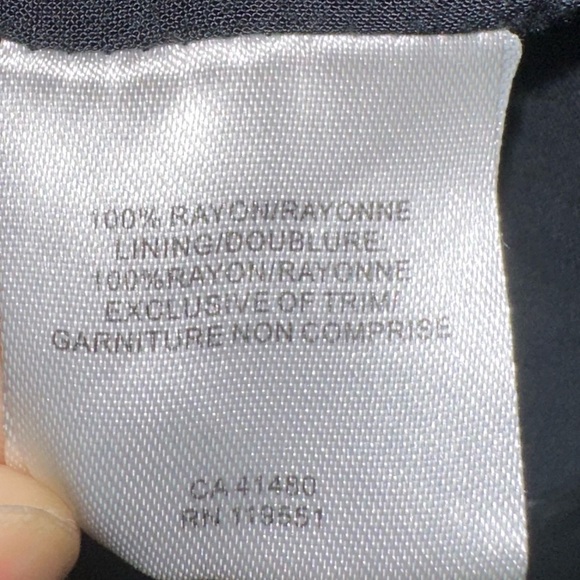 100% RAYON/RAYONNE
LINING/DOUBLURE
100%RAYON/RAYONNE
EXCLUSIVE OF TRIM/
GARNITURE NON COMPRISE
CA 41480
RN 119551